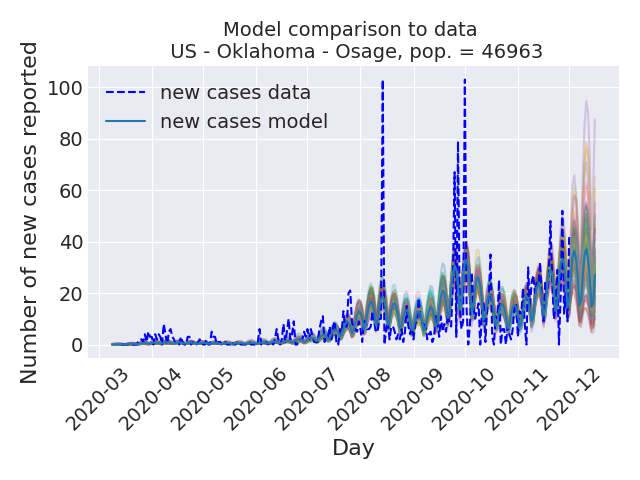 Model comparison to data
US - Oklahoma - Osage, pop. = 46963
Number of new cases reported
100
80
60
40
20
0
new cases data
new cases model
2020-03
2020-04
2020-05
2020-06
2020-07
2020-08
2020-09
2020-10
2020-11
2020-12
Day